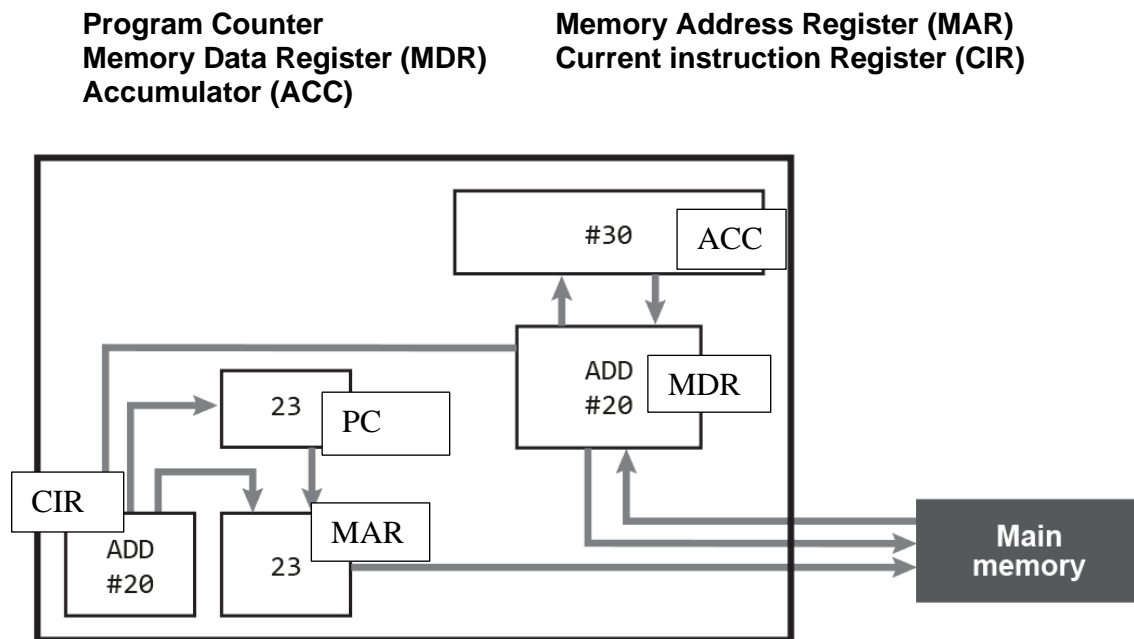 Program Counter
Memory Address Register (MAR)
Memory Data Register (MDR)
Current instruction Register (CIR)
Accumulator (ACC)
#30
ACC
ADD
#20
MDR
23
PC
CIR
ADD
#20
23
MAR
Main
memory